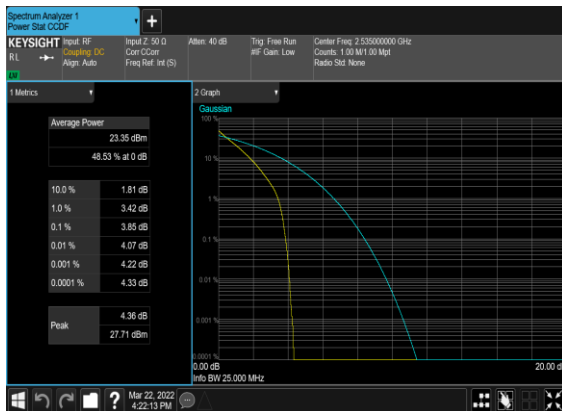 Spectrum Analyzer 1
Power Stat CCDF
+
KEYSIGHT
RL
LXI
Input: RF
Coupling: DC
Align: Auto
Input Z: 50 Ω
Corr CCorr
Freq Ref: Int (S)
Atten: 40 dB
Trig: Free Run
#IF Gain: Low
Center Freq: 2.535000000 GHz
Counts: 1.00 M/1.00 Mpt
Radio Std: None
1 Metrics
Average Power
23.35 dBm
48.53 % at 0 dB
10.0 % 1.81 dB
1.0 % 3.42 dB
0.1 % 3.85 dB
0.01 % 4.07 dB
0.001 % 4.22 dB
0.0001 % 4.33 dB
Peak
4.36 dB
27.71 dBm
2 Graph
Gaussian
100 %
10 %
1 %
0.1 %
0.01 %
0.001 %
0.0001 %
0.00 dB
20.00 d
Info BW 25.000 MHz
?
Mar 22, 2022
4:22:13 PM